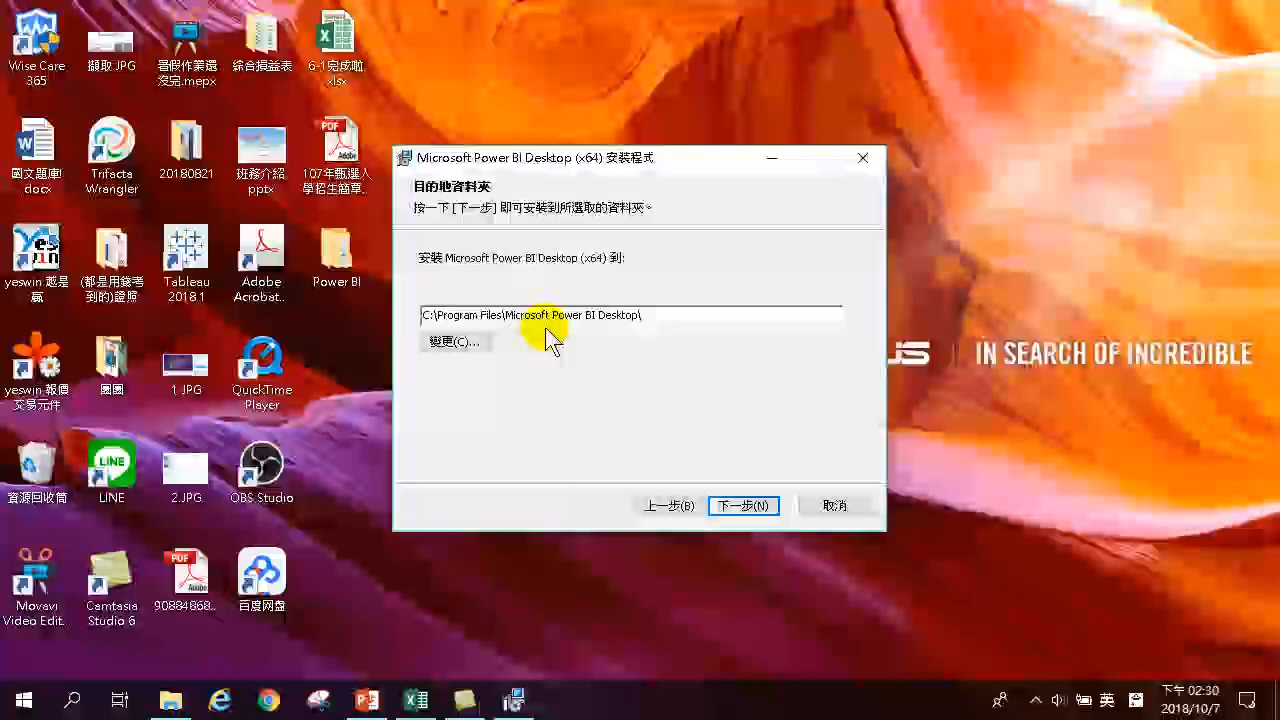 Wise Care
365
擷取.JPG
暑假作業還
沒完.mepx
綜合損益表
6-1完成啦
.xlsx
國文題庫
docx
Trifacta
Wrangler
20180821
班務介紹
pptx
107年甄選入
學招生簡章..
yeswin 越是
贏
(都是用錢考
到的)證照
Tableau
2018.1
Adobe
Acrobat..
Power BI
yeswin 報價
交易元件
團團
1.JPG
QuickTime
Player
資源回收筒
LINE
2.JPG
OBS Studio
Movavi
Video Edit.
Camtasia
Studio 6
90884868..
百度网盘
Microsoft Power BI Desktop (x64) 安裝程式
目的地資料夾
按一下 [下一步] 即可安裝到所選取的資料夾。
安裝 Microsoft Power BI Desktop (x64) 到:
C:\Program Files\Microsoft Power BI Desktop\
變更(C)...
上一步(B)
下一步(N)
取消
IN SEARCH OF INCREDIBLE
英
下午 02:30
2018/10/7